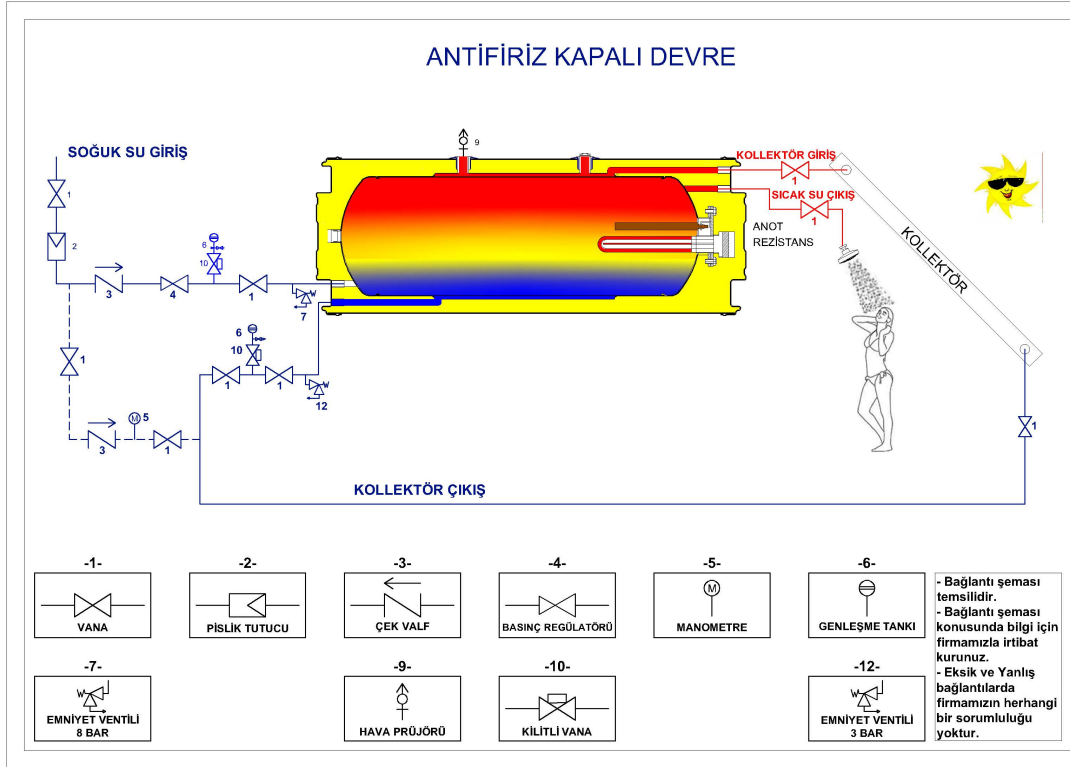 ANTİFİRİZ KAPALI DEVRE
SOĞUK SU GİRİŞ
9
KOLLEKTÖR GİRİŞ
1
SICAK SU ÇIKIŞ
1
1
2
6
10
ANOT
REZİSTANS
KOLLEKTÖR
3
4
1
7
6
10
1
1
1
12
M
5
3
1
1
KOLLEKTÖR ÇIKIŞ
-1-
VANA
-2-
PİSLİK TUTUCU
-3-
ÇEK VALF
-4-
BASINÇ REGÜLATÖRÜ
-5-
M
MANOMETRE
-6-
GENLEŞME TANKI
-7-
EMNİYET VENTİLİ
8 BAR
-9-
HAVA PRÜJÖRÜ
-10-
KİLİTLİ VANA
-12-
EMNİYET VENTİLİ
3 BAR
- Bağlantı şeması
temsilidir.
- Bağlantı şeması
konusunda bilgi için
firmamızla irtibat
kurunuz.
- Eksik ve Yanlış
bağlantılarda
firmamızın herhangi
bir sorumluluğu
yoktur.